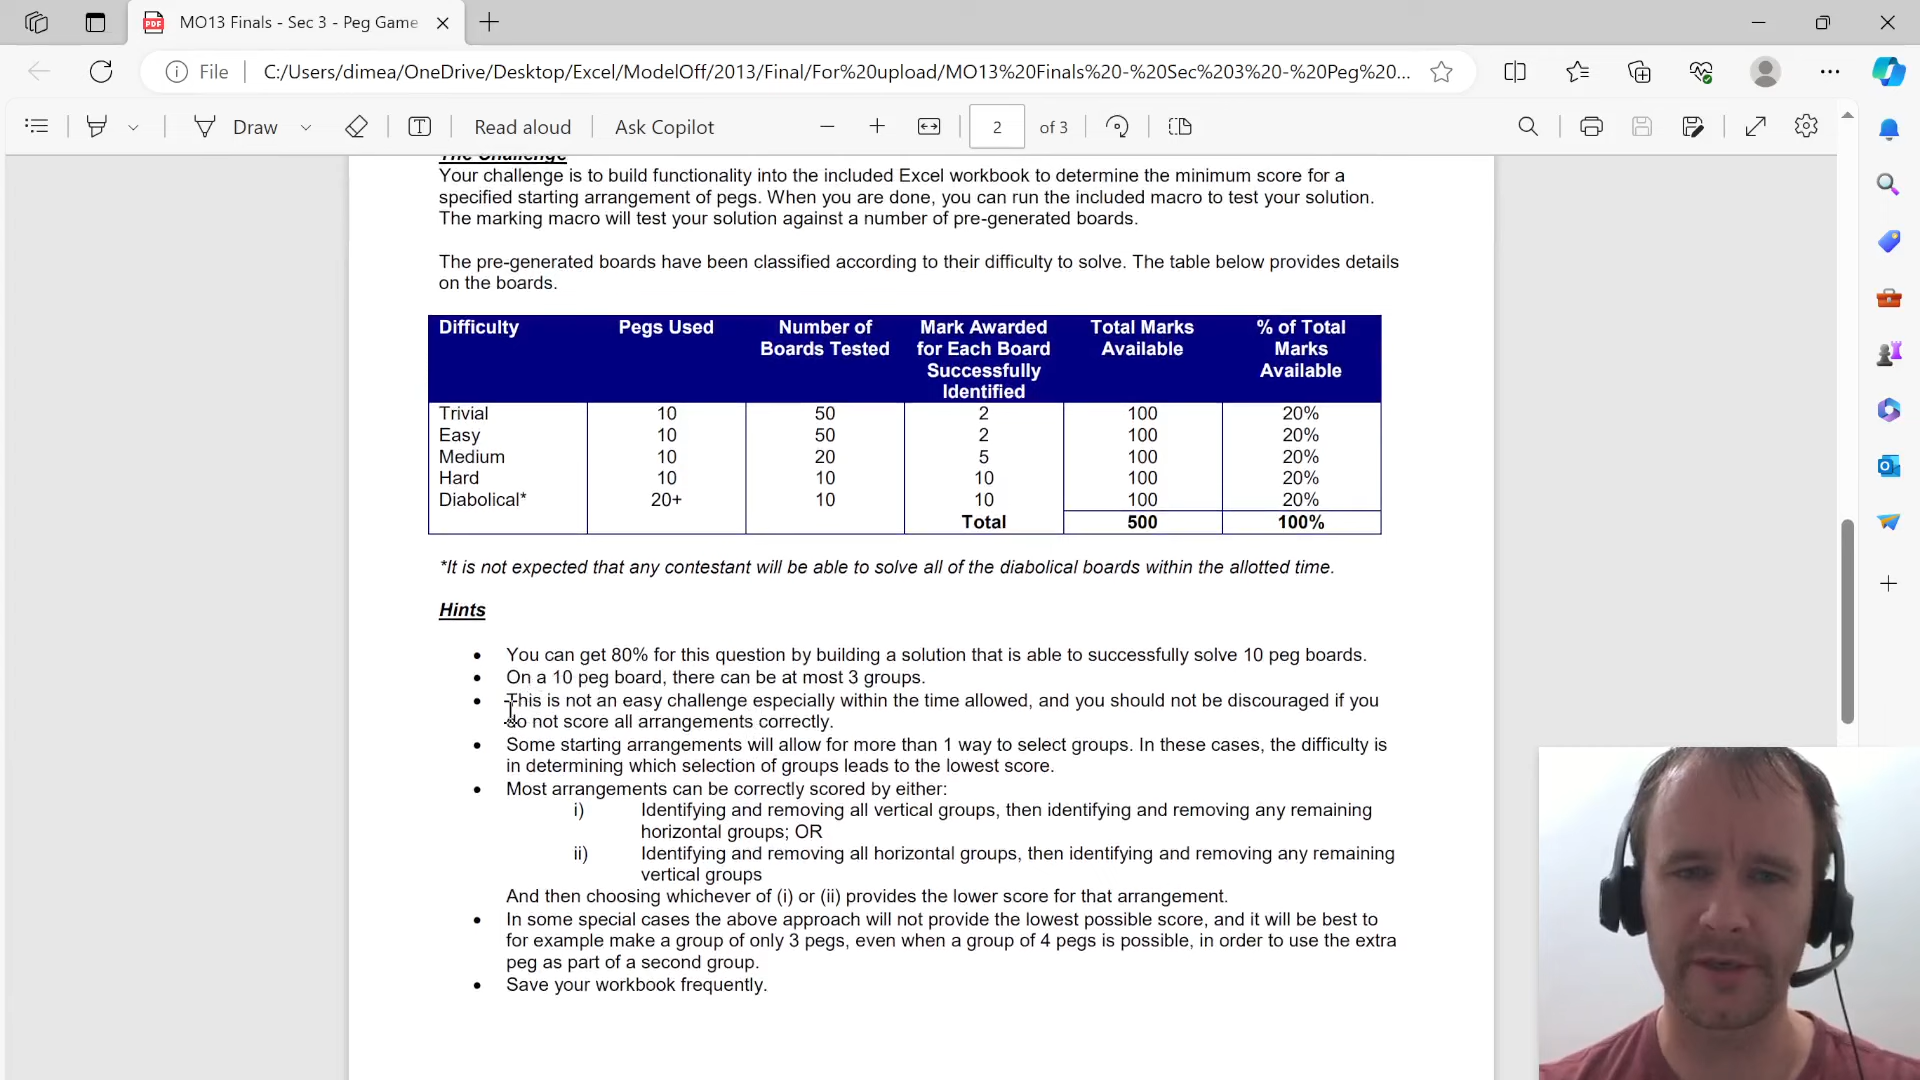 MO13 Finals - Sec 3 - Peg Game
File
C:/Users/dimea/OneDrive/Desktop/Excel/ModelOff/2013/Final/For%20upload/MO13%20Finals%20-%20Sec%203%20-%20Peg%20...
Draw
Read aloud
Ask Copilot
2
of 3
The Challenge
Your challenge is to build functionality into the included Excel workbook to determine the minimum score for a
specified starting arrangement of pegs. When you are done, you can run the included macro to test your solution.
The marking macro will test your solution against a number of pre-generated boards.
The pre-generated boards have been classified according to their difficulty to solve. The table below provides details
on the boards.
Difficulty Pegs Used Number of Mark Awarded Total Marks % of Total
Boards Tested for Each Board Available Marks
Successfully Available
Identified
Trivial 10 50 2 100 20%
Easy 10 50 2 100 20%
Medium 10 20 5 100 20%
Hard 10 10 10 100 20%
Diabolical* 20+ 10 10 100 20%
Total 500 100%
*It is not expected that any contestant will be able to solve all of the diabolical boards within the allotted time.
Hints
• You can get 80% for this question by building a solution that is able to successfully solve 10 peg boards.
• On a 10 peg board, there can be at most 3 groups.
• This is not an easy challenge especially within the time allowed, and you should not be discouraged if you
do not score all arrangements correctly.
• Some starting arrangements will allow for more than 1 way to select groups. In these cases, the difficulty is
in determining which selection of groups leads to the lowest score.
• Most arrangements can be correctly scored by either:
i) Identifying and removing all vertical groups, then identifying and removing any remaining
horizontal groups; OR
ii) Identifying and removing all horizontal groups, then identifying and removing any remaining
vertical groups
And then choosing whichever of (i) or (ii) provides the lower score for that arrangement.
• In some special cases the above approach will not provide the lowest possible score, and it will be best to
for example make a group of only 3 pegs, even when a group of 4 pegs is possible, in order to use the extra
peg as part of a second group.
• Save your workbook frequently.